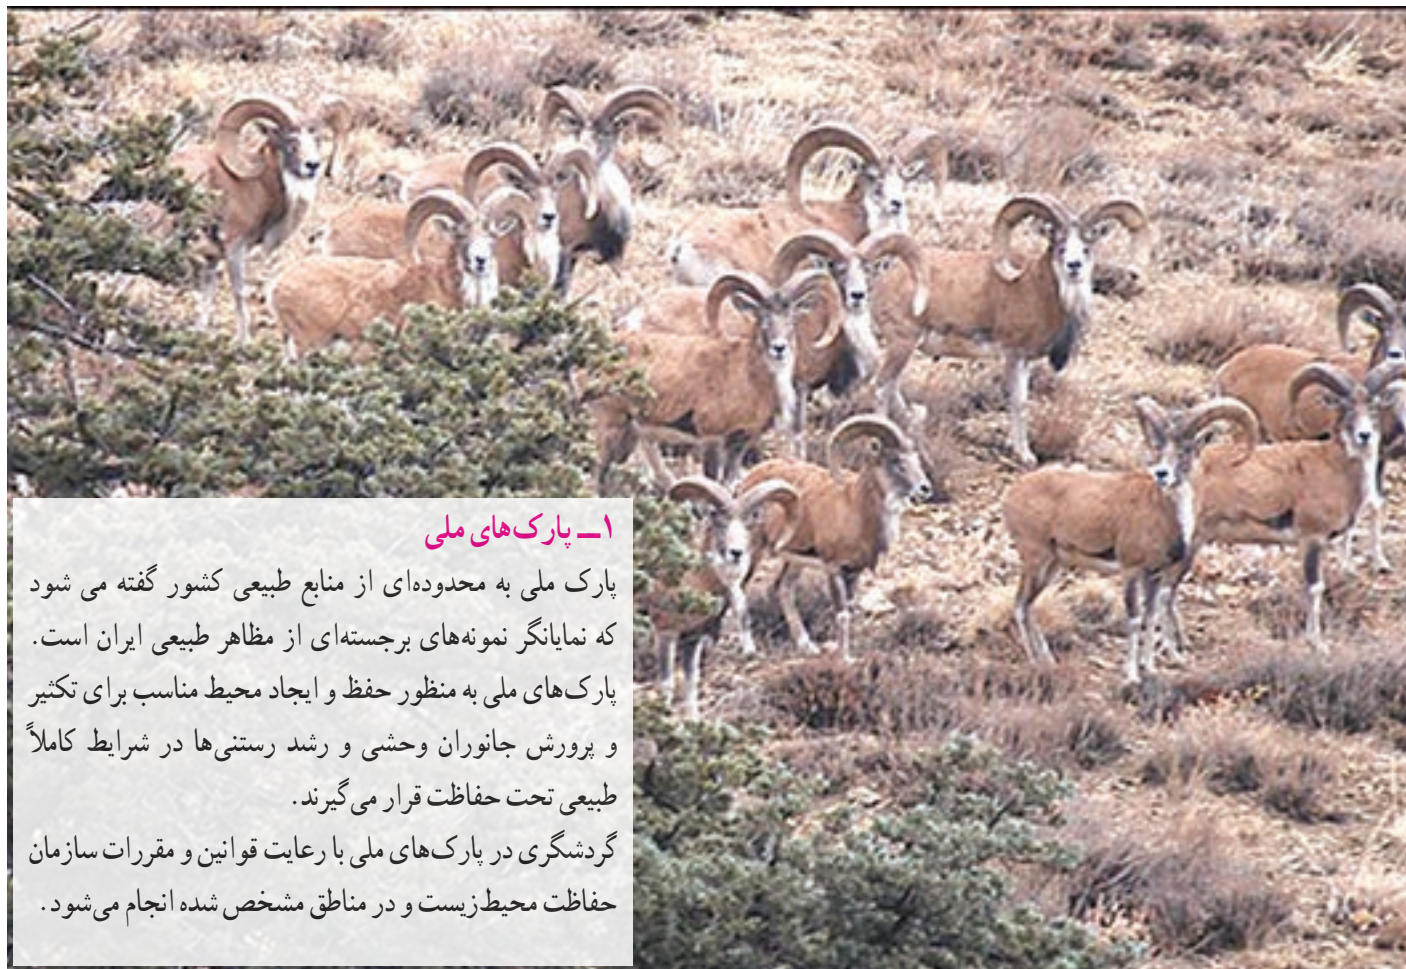 ۱ــ پارک‌های ملی
پارک ملی به محدوده‌ای از منابع طبیعی کشور گفته می شود
که نمایانگر نمونه‌های برجسته‌ای از مظاهر طبیعی ایران است.
پارک‌های ملی به منظور حفظ و ایجاد محیط مناسب برای تکثیر
و پرورش جانوران وحشی و رشد رستنی‌ها در شرایط کاملاً
طبیعی تحت حفاظت قرار می‌گیرند.
گردشگری در پارک‌های ملی با رعایت قوانین و مقررات سازمان
حفاظت محیط‌زیست و در مناطق مشخص شده انجام می‌شود.